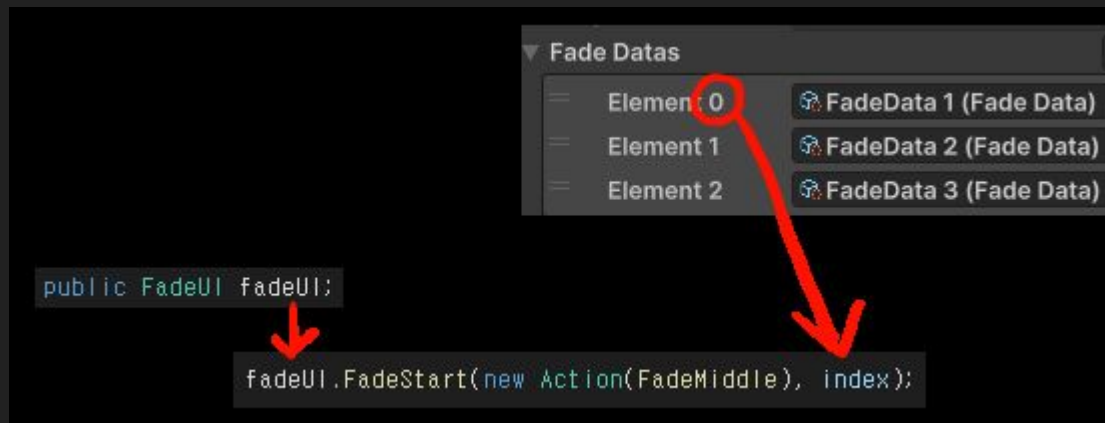 Fade Datas
Element 0 FadeData 1 (Fade Data)
Element 1 FadeData 2 (Fade Data)
Element 2 FadeData 3 (Fade Data)
public FadeUI fadeUI;
fadeUI.FadeStart(new Action(FadeMiddle), index);